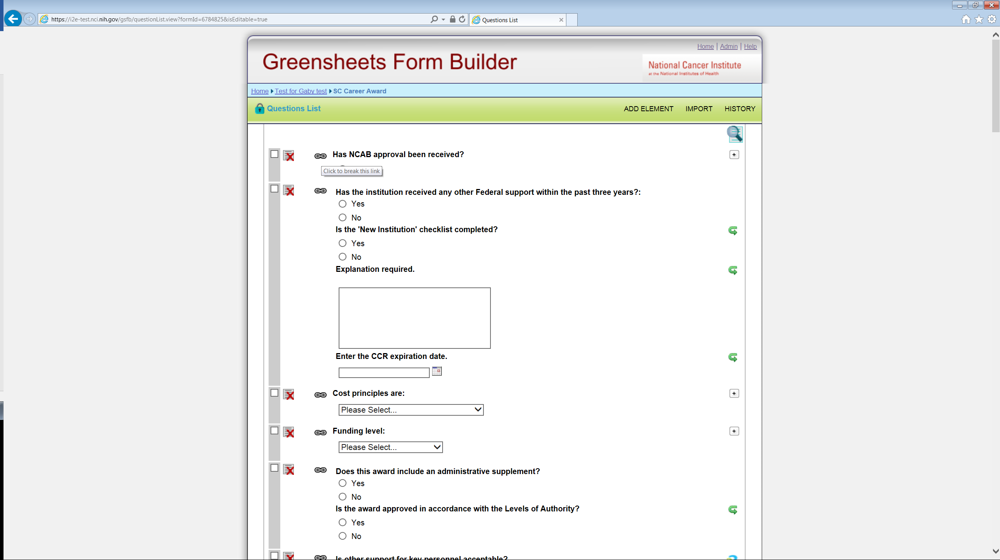 https://i2e-test.nci.nih.gov/gsfb/questionList.view?formId=6784825&isEditable=true
Questions List
Home | Admin | Help
Greensheets Form Builder
National Cancer Institute
at the National Institutes of Health
Home Test for Gaby test SC Career Award
Questions List
ADD ELEMENT IMPORT HISTORY
Has NCAB approval been received?
Click to break this link
Has the institution received any other Federal support within the past three years?:
Yes
No
Is the 'New Institution' checklist completed?
Yes
No
Explanation required.
Enter the CCR expiration date.
Cost principles are:
Please Select...
Funding level:
Please Select...
Does this award include an administrative supplement?
Yes
No
Is the award approved in accordance with the Levels of Authority?
Yes
No
Is other support for key personnel acceptable?